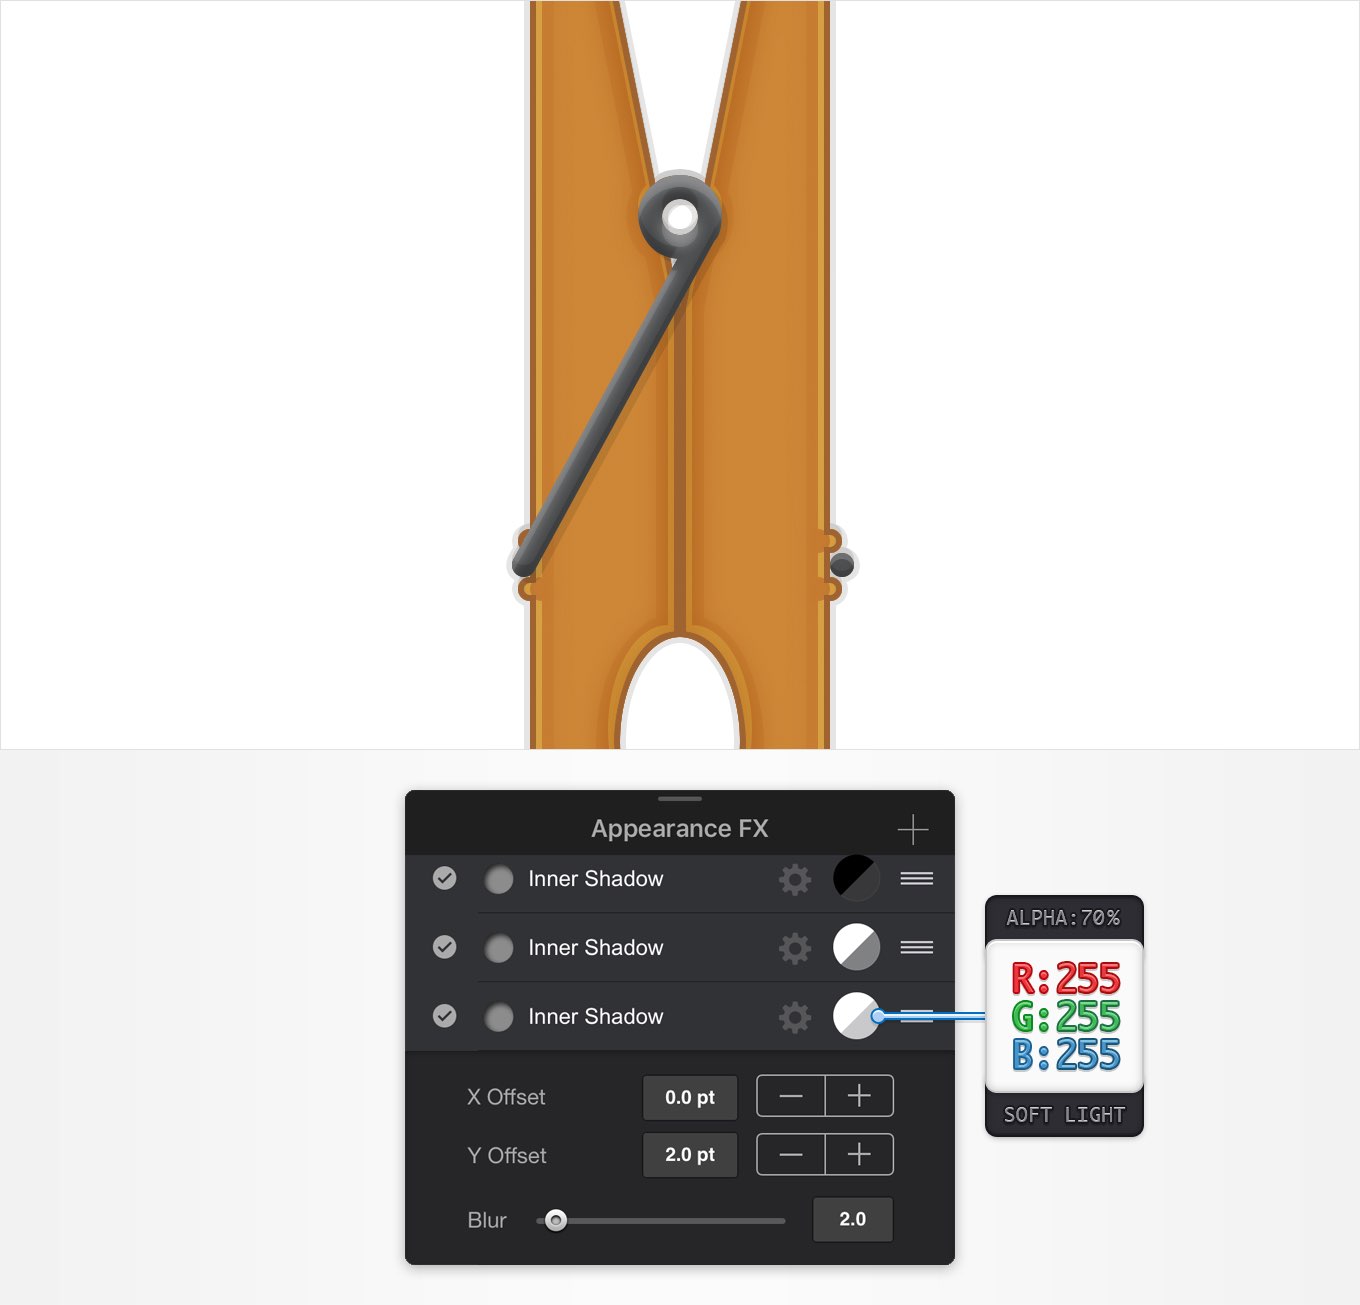 Appearance FX
Inner Shadow
Inner Shadow
Inner Shadow
ALPHA:70%
R:255
G:255
B:255
SOFT LIGHT
X Offset 0.0 pt
Y Offset 2.0 pt
Blur 2.0